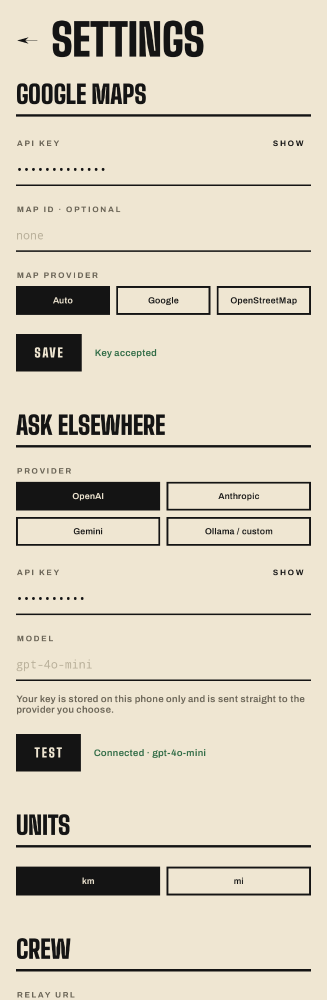 ← SETTINGS
GOOGLE MAPS
API KEY SHOW
•••••••••••••
MAP ID · OPTIONAL
none
MAP PROVIDER
Auto Google OpenStreetMap
SAVE Key accepted
ASK ELSEWHERE
PROVIDER
OpenAI Anthropic
Gemini Ollama / custom
API KEY SHOW
••••••••••
MODEL
gpt-4o-mini
Your key is stored on this phone only and is sent straight to the
provider you choose.
TEST Connected · gpt-4o-mini
UNITS
km mi
CREW
RELAY URL